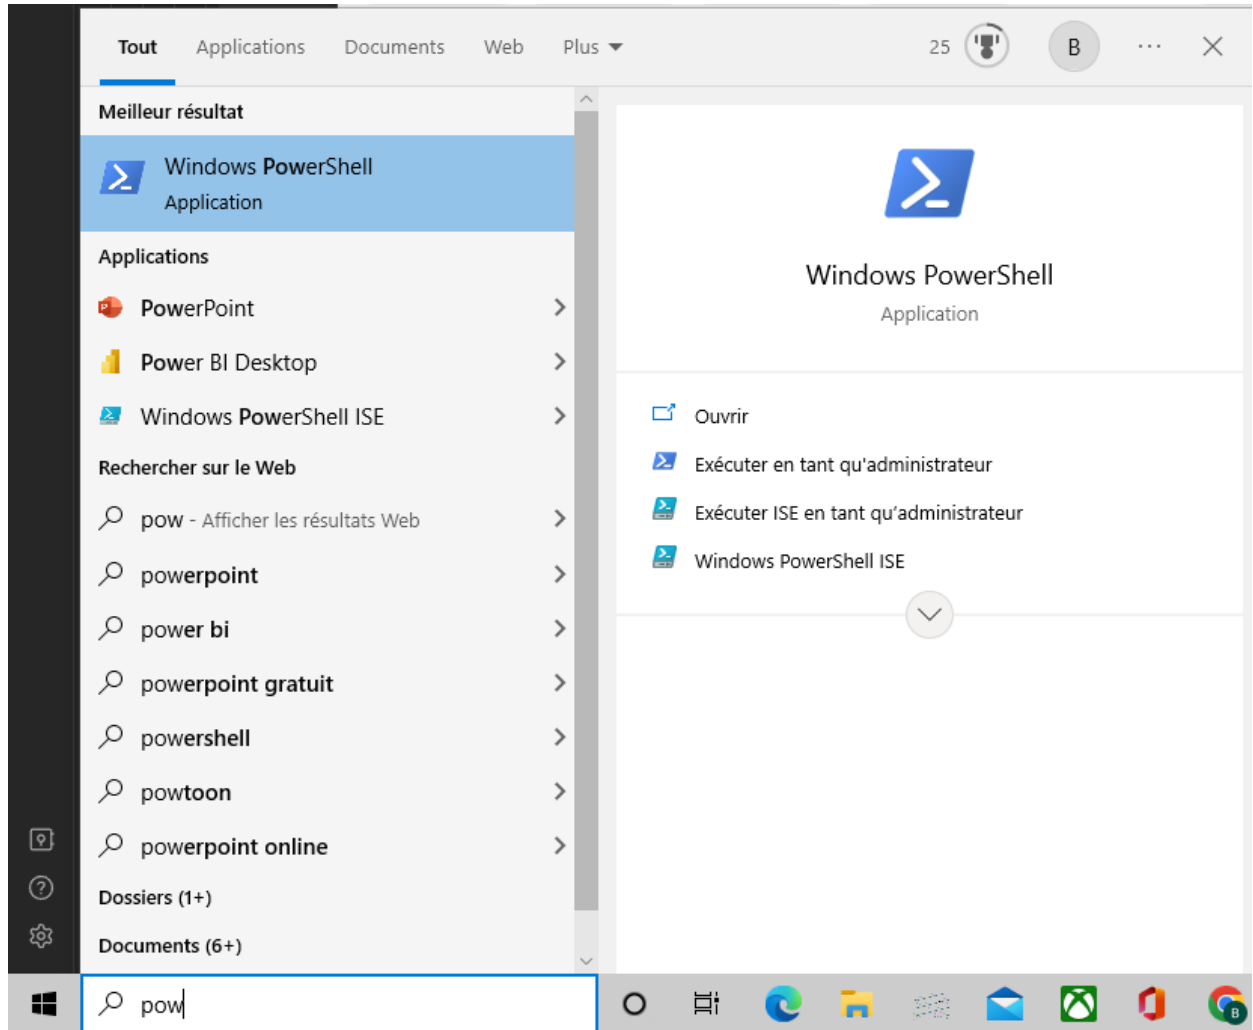 Tout Applications Documents Web Plus 25 B ...
Meilleur résultat
Windows PowerShell
Application
Applications
PowerPoint
Power BI Desktop
Windows PowerShell ISE
Rechercher sur le Web
pow - Afficher les résultats Web
powerpoint
power bi
powerpoint gratuit
powershell
powtoon
powerpoint online
Dossiers (1+)
Documents (6+)
pow
Windows PowerShell
Application
Ouvrir
Exécuter en tant qu'administrateur
Exécuter ISE en tant qu'administrateur
Windows PowerShell ISE
B